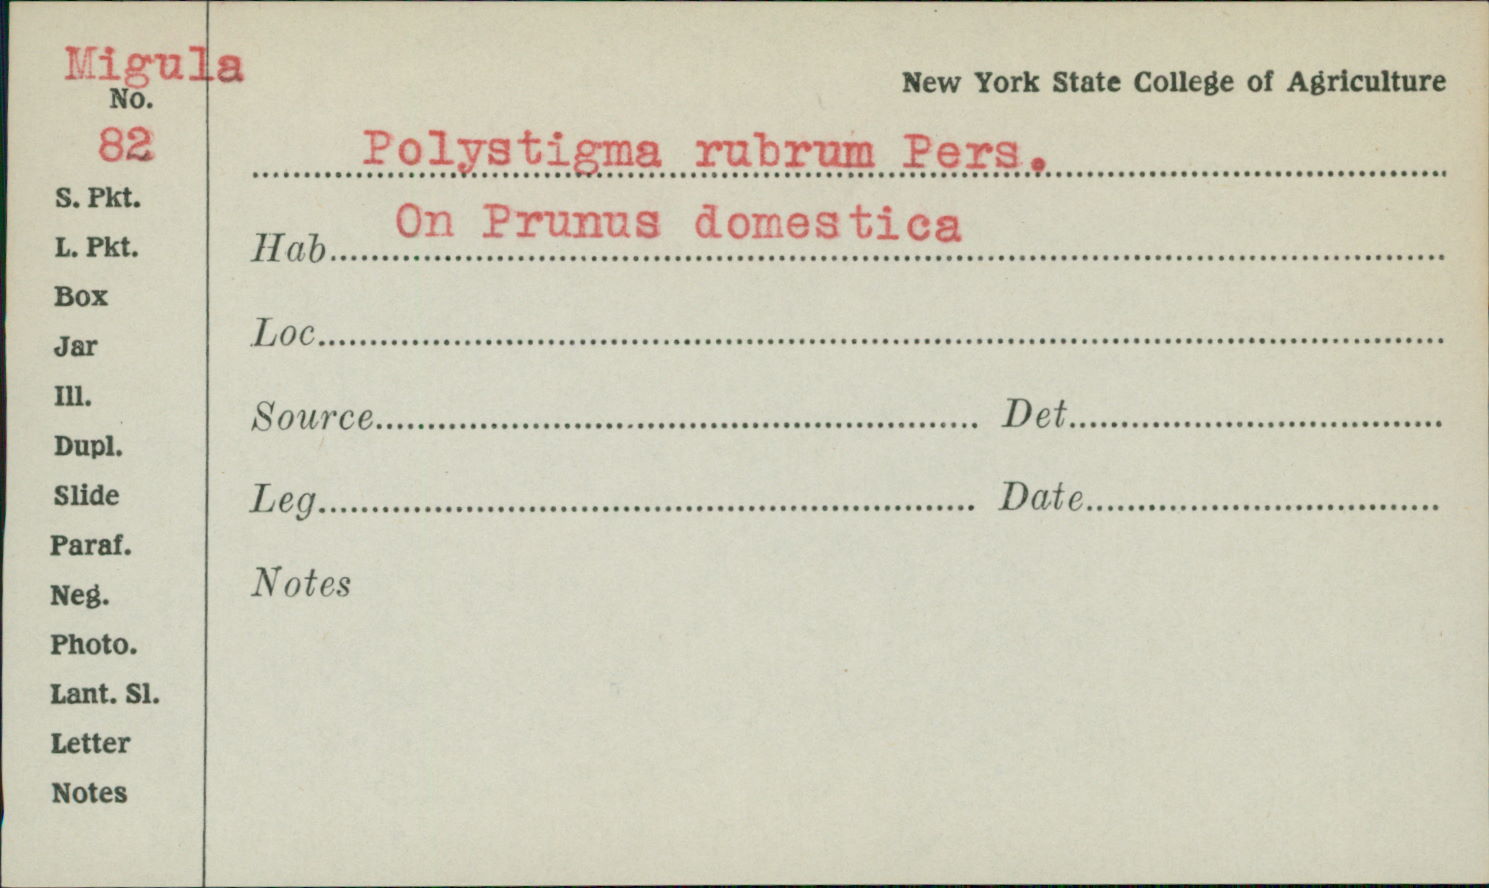 Migula
No.
82
S. Pkt.
L. Pkt.
Box
Jar
Ill.
Dupl.
Slide
Paraf.
Neg.
Photo.
Lant. Sl.
Letter
Notes
New York State College of Agriculture
Polystigma rubrum Pers.
Hab. On Prunus domestica
Loc.
Source. Det.
Leg. Date.
Notes